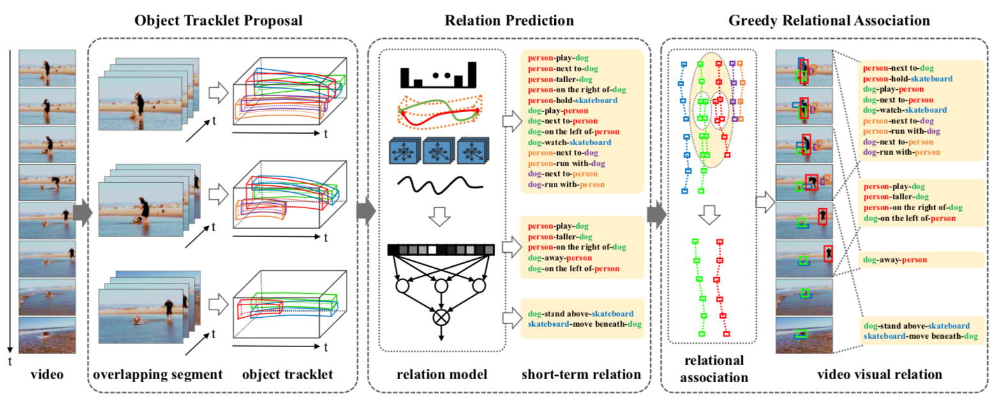 Object Tracklet Proposal
Relation Prediction
Greedy Relational Association
t
video
t
t
t
t
t
t
overlapping segment
object tracklet
relation model
person-play-dog
person-next to-dog
person-taller-dog
person-on the right of-dog
person-hold-skateboard
dog-play-person
dog-next to-person
dog-on the left of-person
dog-watch-skateboard
person-next to-dog
person-run with-dog
dog-next to-person
dog-run with-person
person-play-dog
person-taller-dog
person-on the right of-dog
dog-away-person
dog-on the left of-person
dog-stand above-skateboard
skateboard-move beneath-dog
short-term relation
relational
association
person-next to-dog
person-hold-skateboard
dog-play-person
dog-next to-person
dog-watch-skateboard
person-next to-dog
person-run with-dog
dog-next to-person
dog-run with-person
person-play-dog
person-taller-dog
person-on the right of-dog
dog-on the left of-person
dog-away-person
dog-stand above-skateboard
skateboard-move beneath-dog
video visual relation